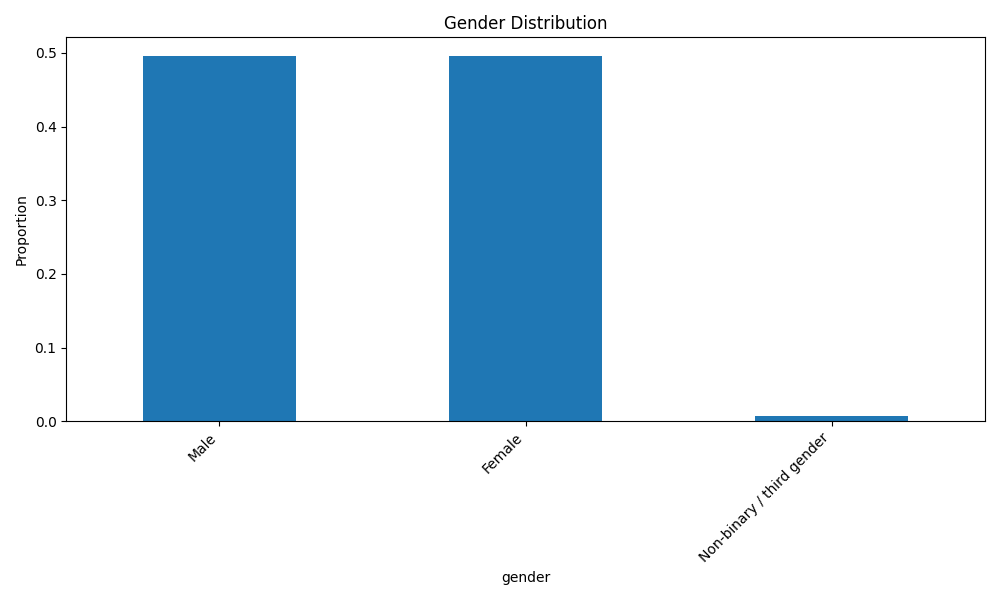 Gender Distribution
Proportion
0.5
0.4
0.3
0.2
0.1
0.0
Male
Female
Non-binary / third gender
gender